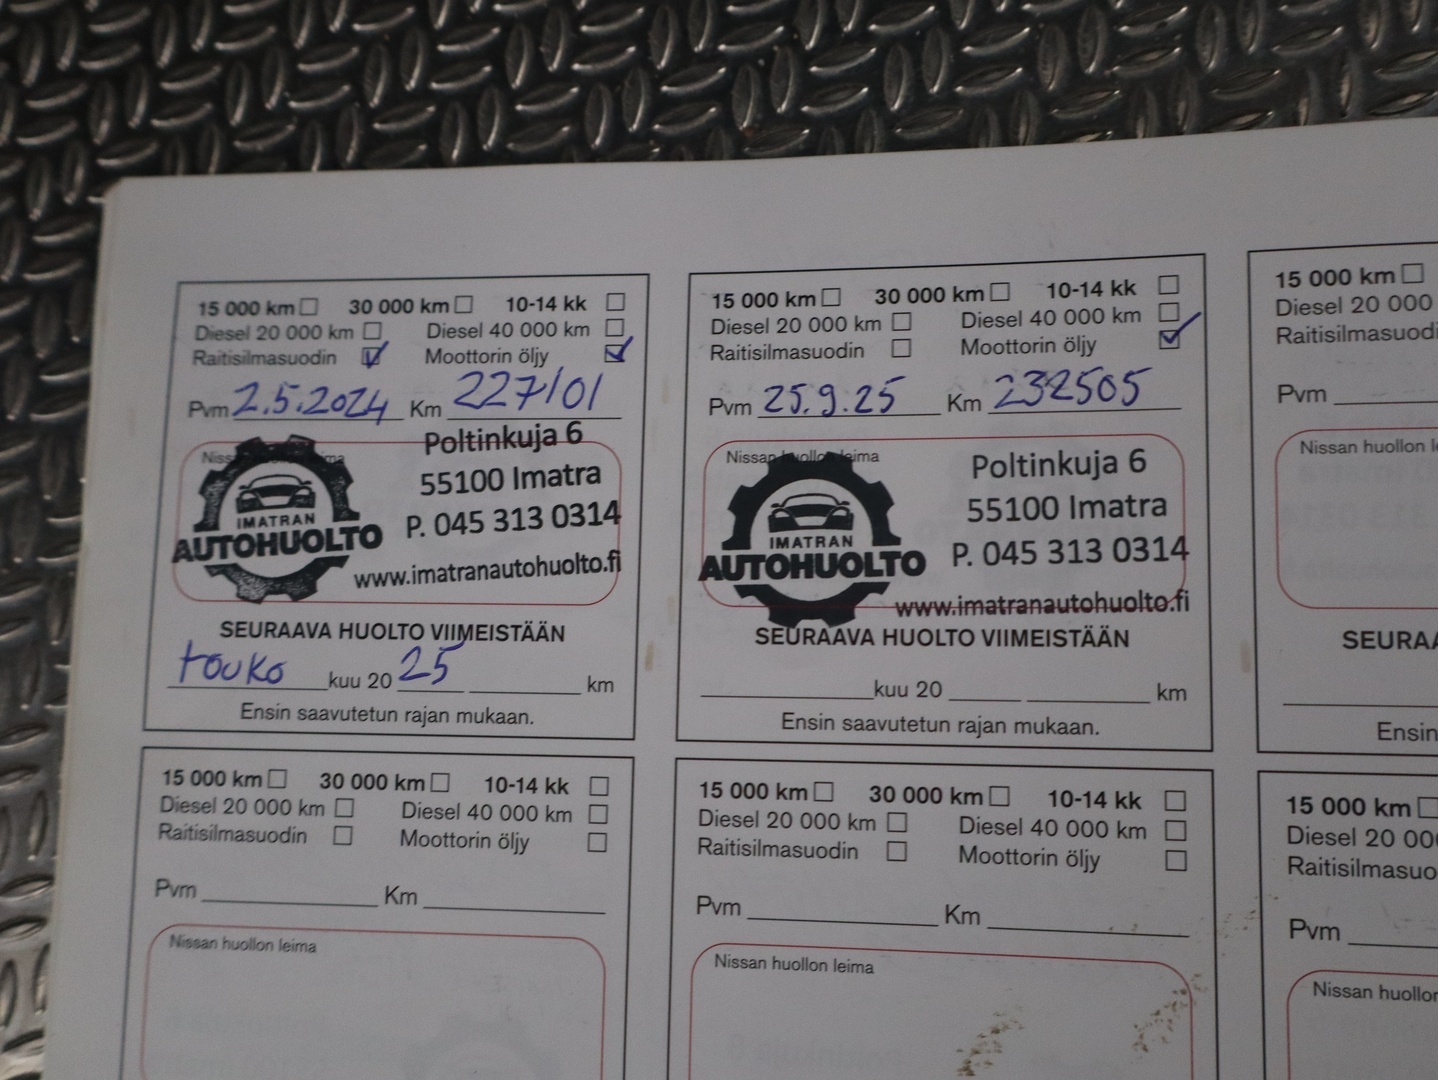 15 000 km 30 000 km 10-14 kk
Diesel 20 000 km Diesel 40 000 km
Raitisilmasuodin Moottorin öljy
Pvm 2.5.2024 Km 227101
Nissan huollon leima
IMATRAN
AUTOHUOLTO
Poltinkuja 6
55100 Imatra
P. 045 313 0314
www.imatranautohuolto.fi
SEURAAVA HUOLTO VIIMEISTÄÄN
touko kuu 20 25 km
Ensin saavutetun rajan mukaan.
15 000 km 30 000 km 10-14 kk
Diesel 20 000 km Diesel 40 000 km
Raitisilmasuodin Moottorin öljy
Pvm 25.9.25 Km 232505
Nissan huollon leima
IMATRAN
AUTOHUOLTO
Poltinkuja 6
55100 Imatra
P. 045 313 0314
www.imatranautohuolto.fi
SEURAAVA HUOLTO VIIMEISTÄÄN
kuu 20 km
Ensin saavutetun rajan mukaan.
15 000 km
Diesel 20 000
Raitisilmasuodi
Pvm
Nissan huollon l
SEURA
Ensin
15 000 km 30 000 km 10-14 kk
Diesel 20 000 km Diesel 40 000 km
Raitisilmasuodin Moottorin öljy
Pvm Km
Nissan huollon leima
15 000 km 30 000 km 10-14 kk
Diesel 20 000 km Diesel 40 000 km
Raitisilmasuodin Moottorin öljy
Pvm Km
Nissan huollon leima
15 000 km
Diesel 20 00
Raitisilmasuo
Pvm
Nissan huollon